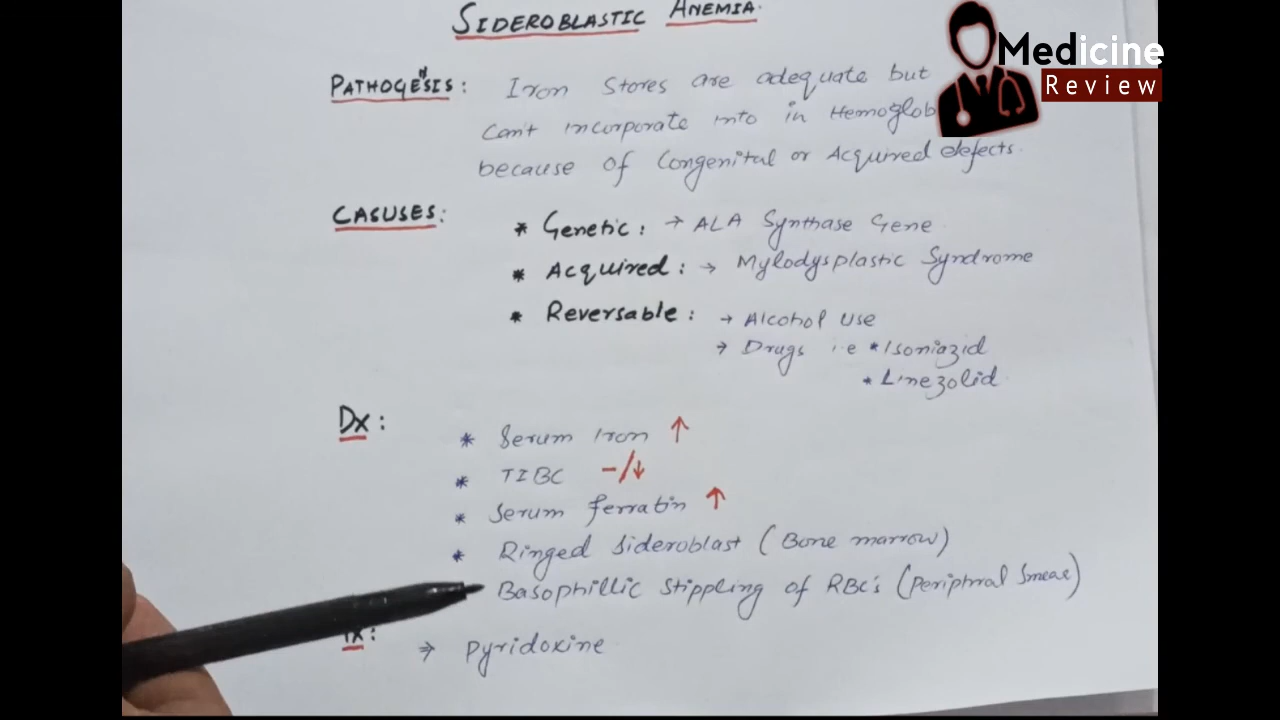 SIDEROBLASTIC ANEMIA.
Medicine
Review
PATHOGESIS: Iron Stores are adequate but
n
Can't incorporate into in Hemoglob
because of Congenital or Acquired defects.
CASUSES:
* Genetic: → ALA Synthase Gene
* Acquired: → Mylodysplastic Syndrome
* Reversable: → Alcohol use
→ Drugs i.e * Isoniazid
* Linezolid
Dx:
* Serum Iron ↑
* TIBC -/↓
* Serum ferratin ↑
* Ringed Sideroblast (Bone marrow)
Basophillic Stippling of RBC's (Periphral Smear)
Tx: → Pyridoxine